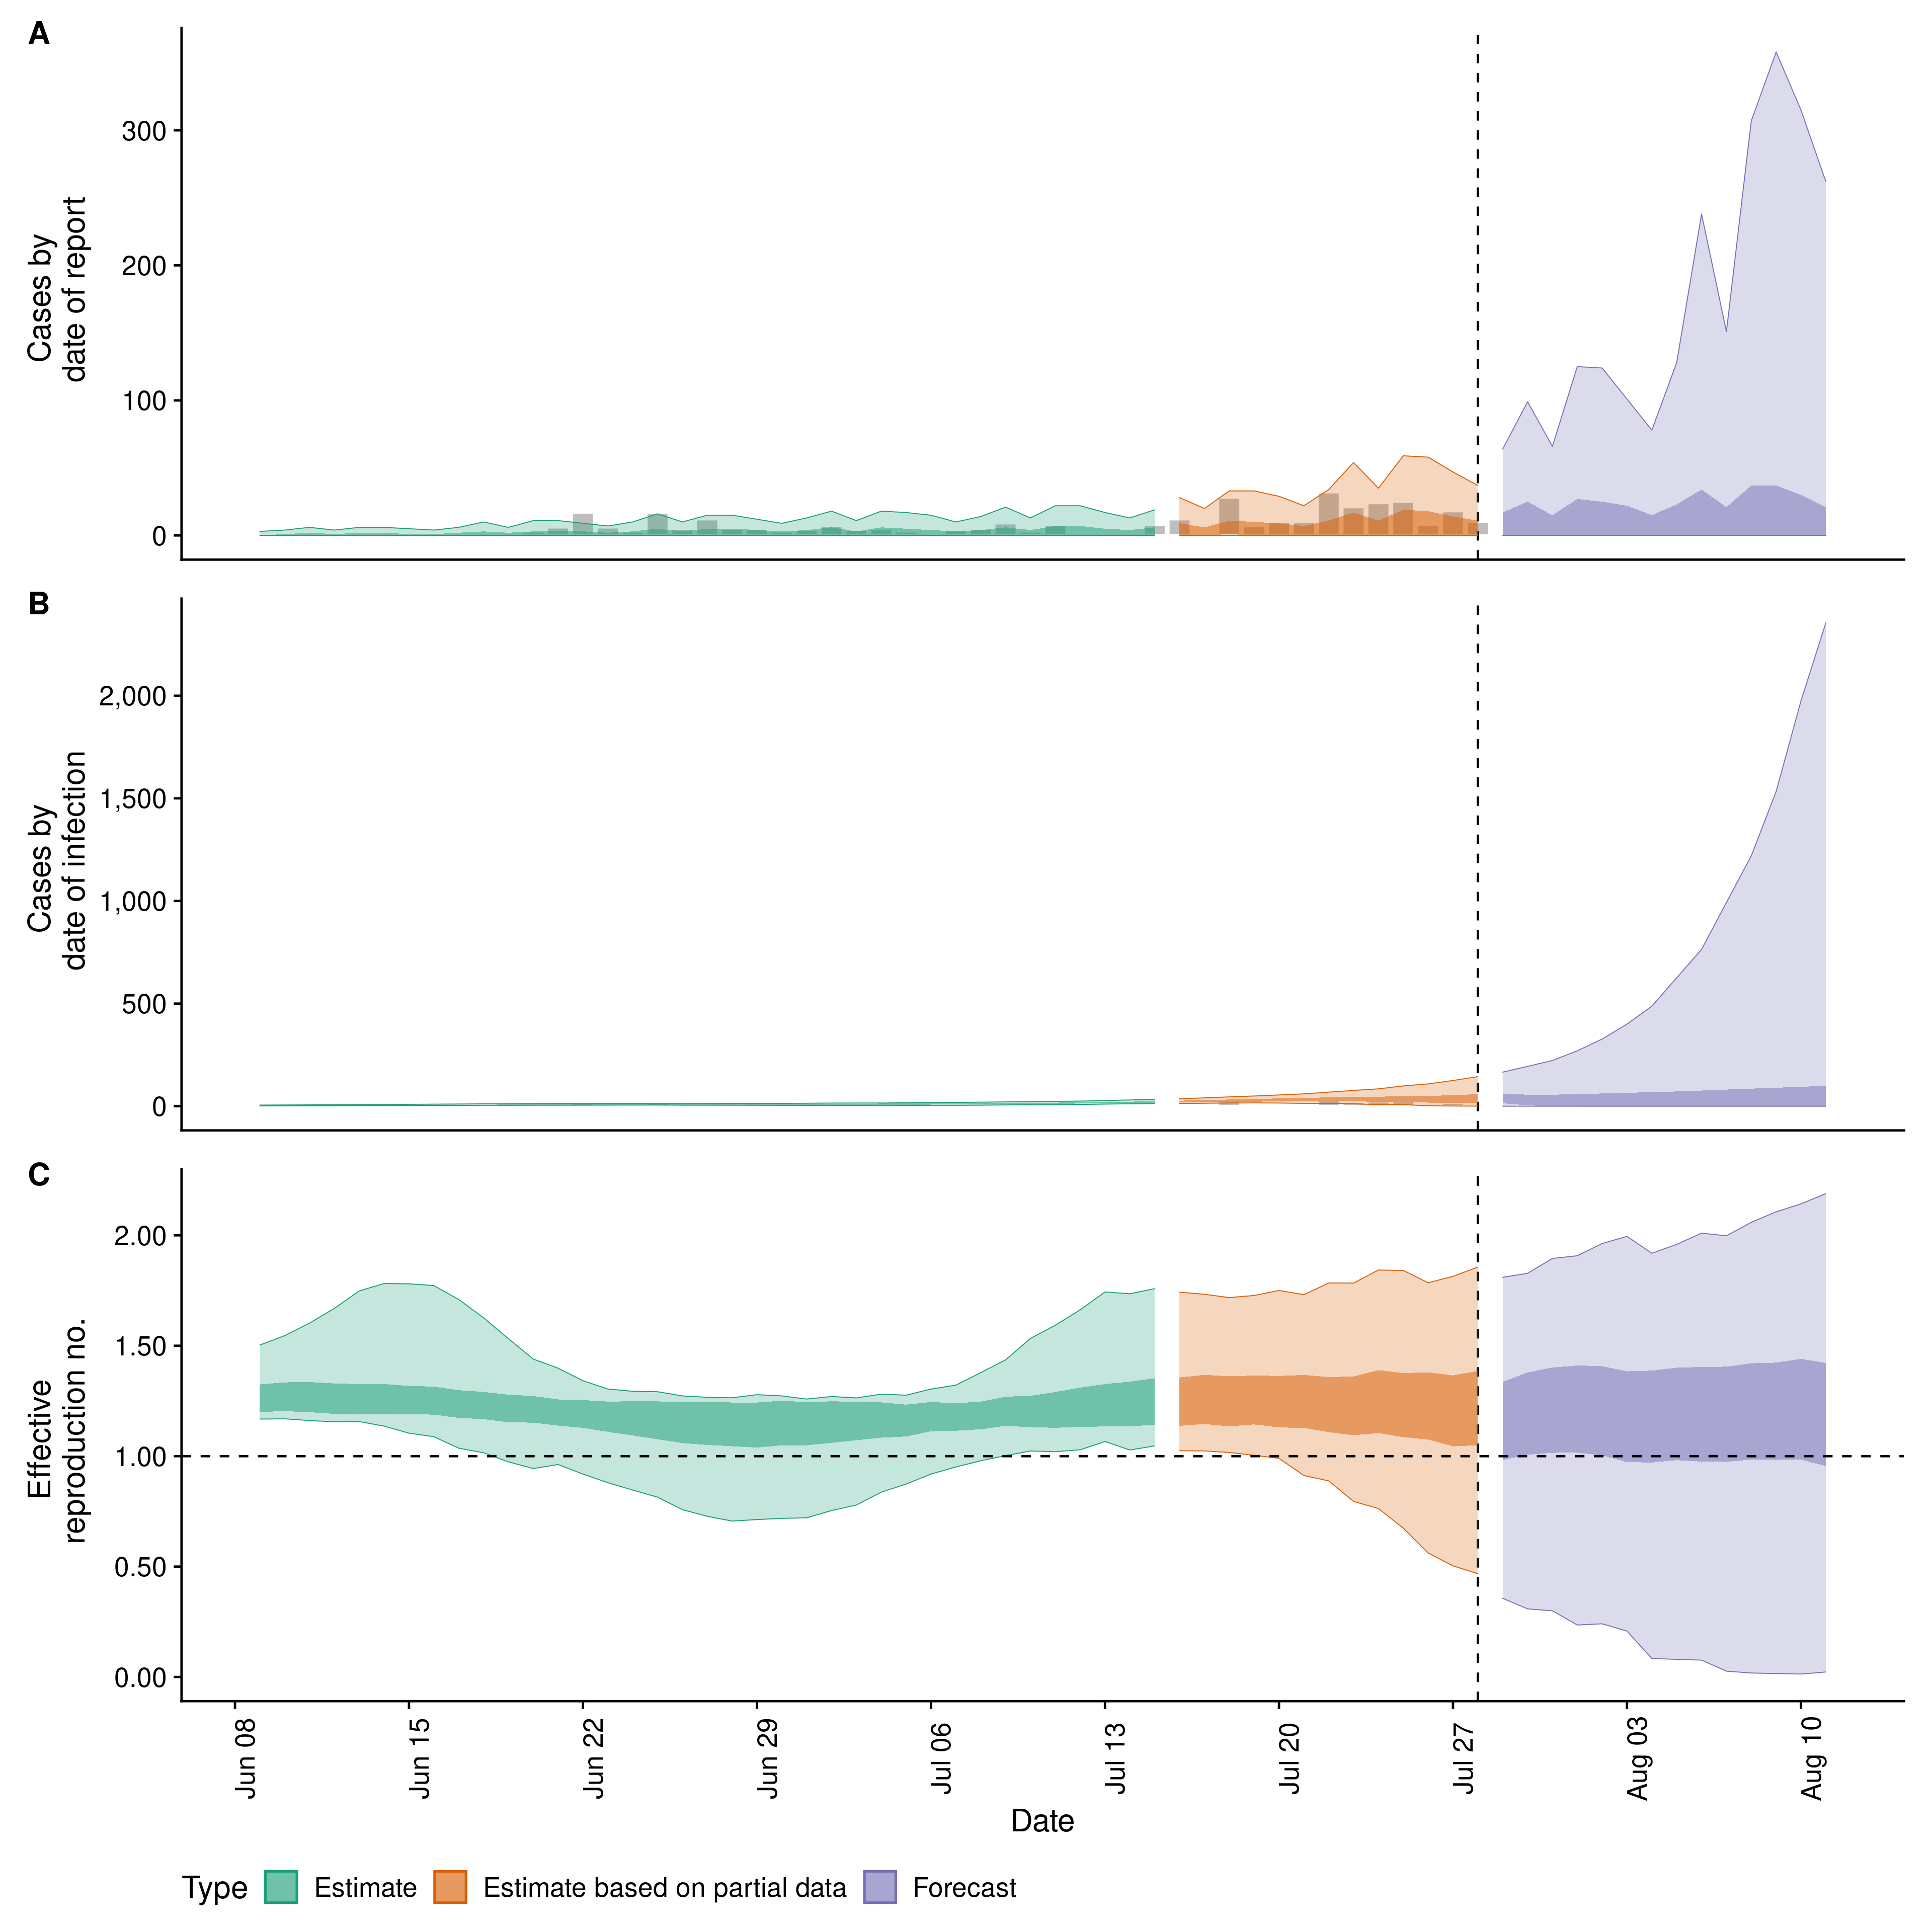 A
Cases by
date of report
300
200
100
0
B
Cases by
date of infection
2,000
1,500
1,000
500
0
C
Effective
reproduction no.
2.00
1.50
1.00
0.50
0.00
Jun 08
Jun 15
Jun 22
Jun 29
Jul 06
Jul 13
Jul 20
Jul 27
Aug 03
Aug 10
Date
Type
Estimate
Estimate based on partial data
Forecast